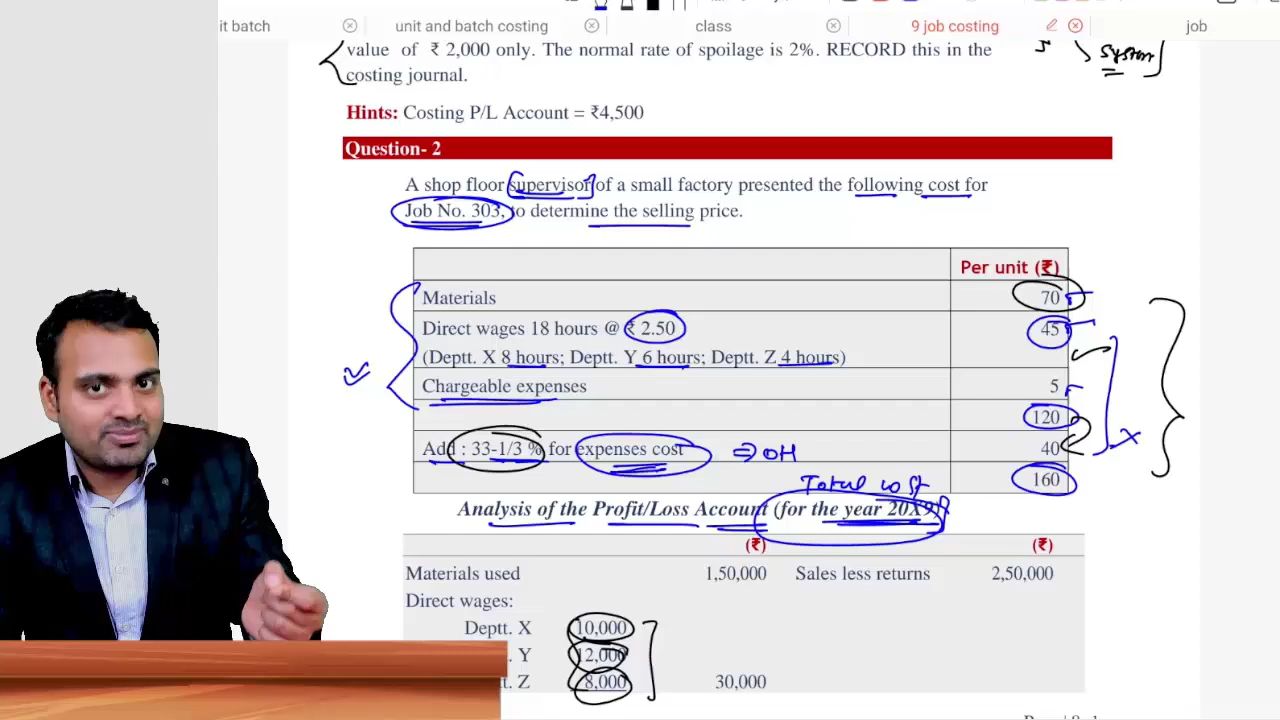 it batch
unit and batch costing
class
9 job costing
job
value of ₹ 2,000 only. The normal rate of spoilage is 2%. RECORD this in the
costing journal.
System
Hints: Costing P/L Account = ₹4,500
Question- 2
A shop floor supervisor of a small factory presented the following cost for
Job No. 303, to determine the selling price.
Per unit (₹)
Materials 70
Direct wages 18 hours @ ₹ 2.50 45
(Deptt. X 8 hours; Deptt. Y 6 hours; Deptt. Z 4 hours)
Chargeable expenses 5
120
Add : 33-1/3 % for expenses cost 40
⇒ OH
160
Total cost
Analysis of the Profit/Loss Account (for the year 20X9)
(₹) (₹)
Materials used 1,50,000 Sales less returns 2,50,000
Direct wages:
Deptt. X 10,000
. Y 12,000
t. Z 8,000 30,000